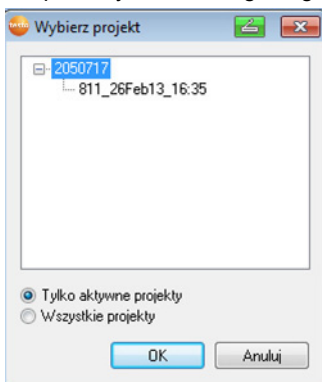 Wybierz projekt
2050717
811_26Feb13_16:35
Tylko aktywne projekty
Wszystkie projekty
OK
Anuluj